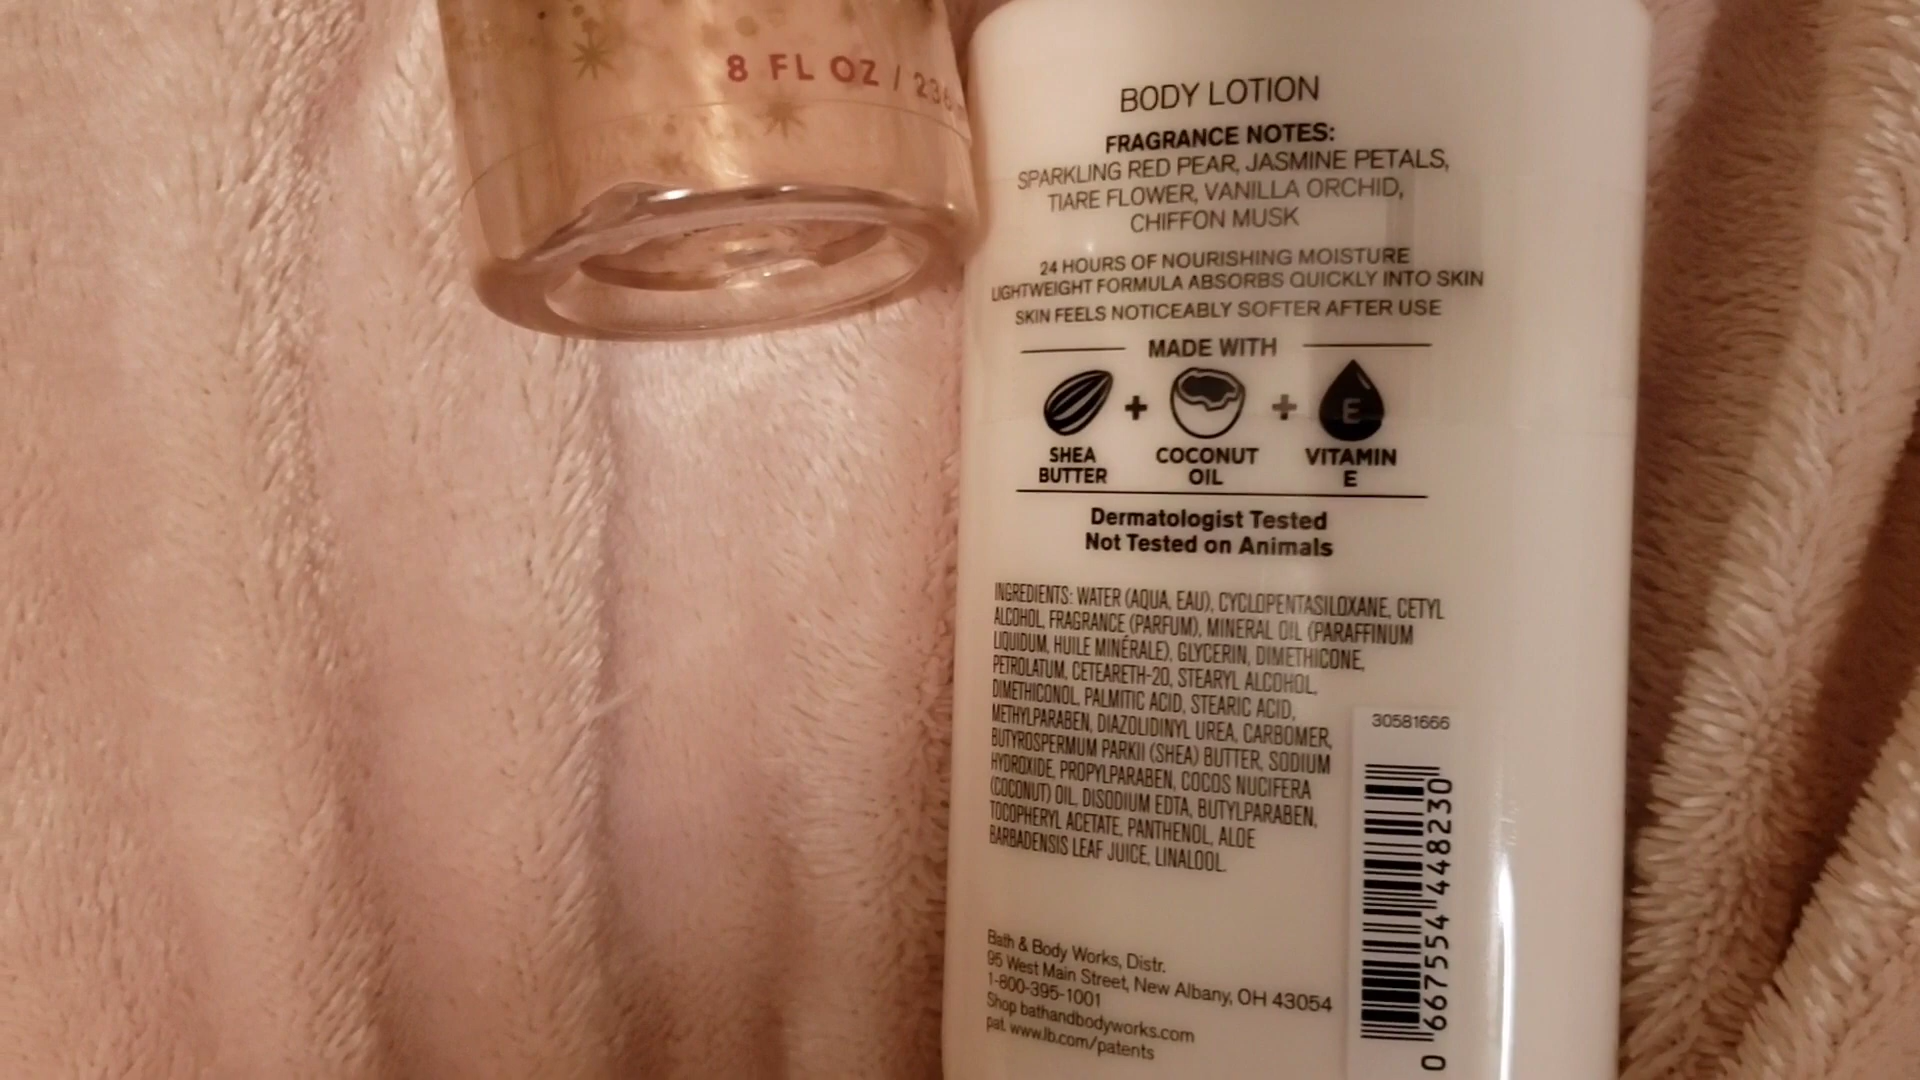 8 FL OZ / 236
BODY LOTION
FRAGRANCE NOTES:
SPARKLING RED PEAR, JASMINE PETALS,
TIARE FLOWER, VANILLA ORCHID,
CHIFFON MUSK
24 HOURS OF NOURISHING MOISTURE
LIGHTWEIGHT FORMULA ABSORBS QUICKLY INTO SKIN
SKIN FEELS NOTICEABLY SOFTER AFTER USE
MADE WITH
+ + E
SHEA COCONUT VITAMIN
BUTTER OIL E
Dermatologist Tested
Not Tested on Animals
INGREDIENTS: WATER (AQUA, EAU), CYCLOPENTASILOXANE, CETYL
ALCOHOL, FRAGRANCE (PARFUM), MINERAL OIL (PARAFFINUM
LIQUIDUM, HUILE MINÉRALE), GLYCERIN, DIMETHICONE,
PETROLATUM, CETEARETH-20, STEARYL ALCOHOL,
DIMETHICONOL, PALMITIC ACID, STEARIC ACID,
METHYLPARABEN, DIAZOLIDINYL UREA, CARBOMER,
BUTYROSPERMUM PARKII (SHEA) BUTTER, SODIUM
HYDROXIDE, PROPYLPARABEN, COCOS NUCIFERA
(COCONUT) OIL, DISODIUM EDTA, BUTYLPARABEN,
TOCOPHERYL ACETATE, PANTHENOL, ALOE
BARBADENSIS LEAF JUICE, LINALOOL.
30581666
0 667554 448230
Bath & Body Works, Distr.
95 West Main Street, New Albany, OH 43054
1-800-395-1001
Shop bathandbodyworks.com
pat. www.lb.com/patents